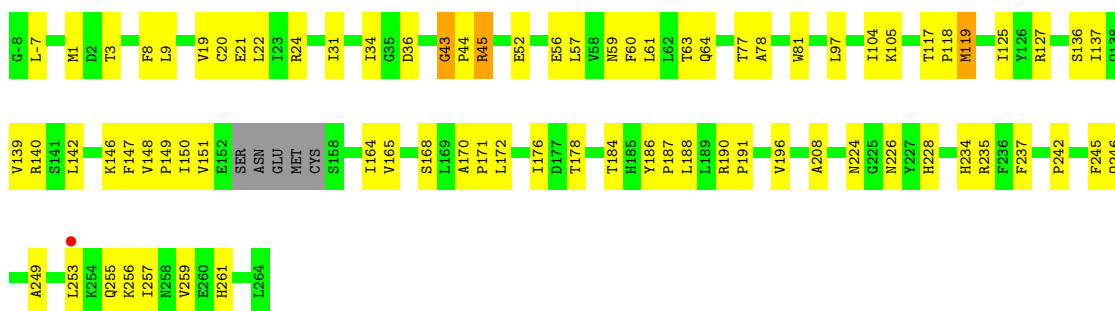 G-8 L-7 M1 D2 T3 F8 L9 V19 C20 E21 L22 I23 R24 I31 I34 G35 D36 G43 P44 R45 E52 E56 L57 V58 N59 F60 L61 L62 T63 Q64 T77 A78 W81 L97 I104 K105 T117 P118 M119 I125 Y126 R127 S136 I137
V139 R140 S141 L142 K146 F147 V148 P149 I150 V151 E152 SER ASN GLU MET CYS S158 I164 V165 S168 L169 A170 P171 L172 I176 D177 T178 T184 H185 Y186 P187 L188 L189 R190 P191 V196 A208 N224 G225 N226 Y227 H228 H234 R235 F236 F237 P242 F245
A249 L253 K254 Q255 K256 I257 N258 V259 E260 H261 L264